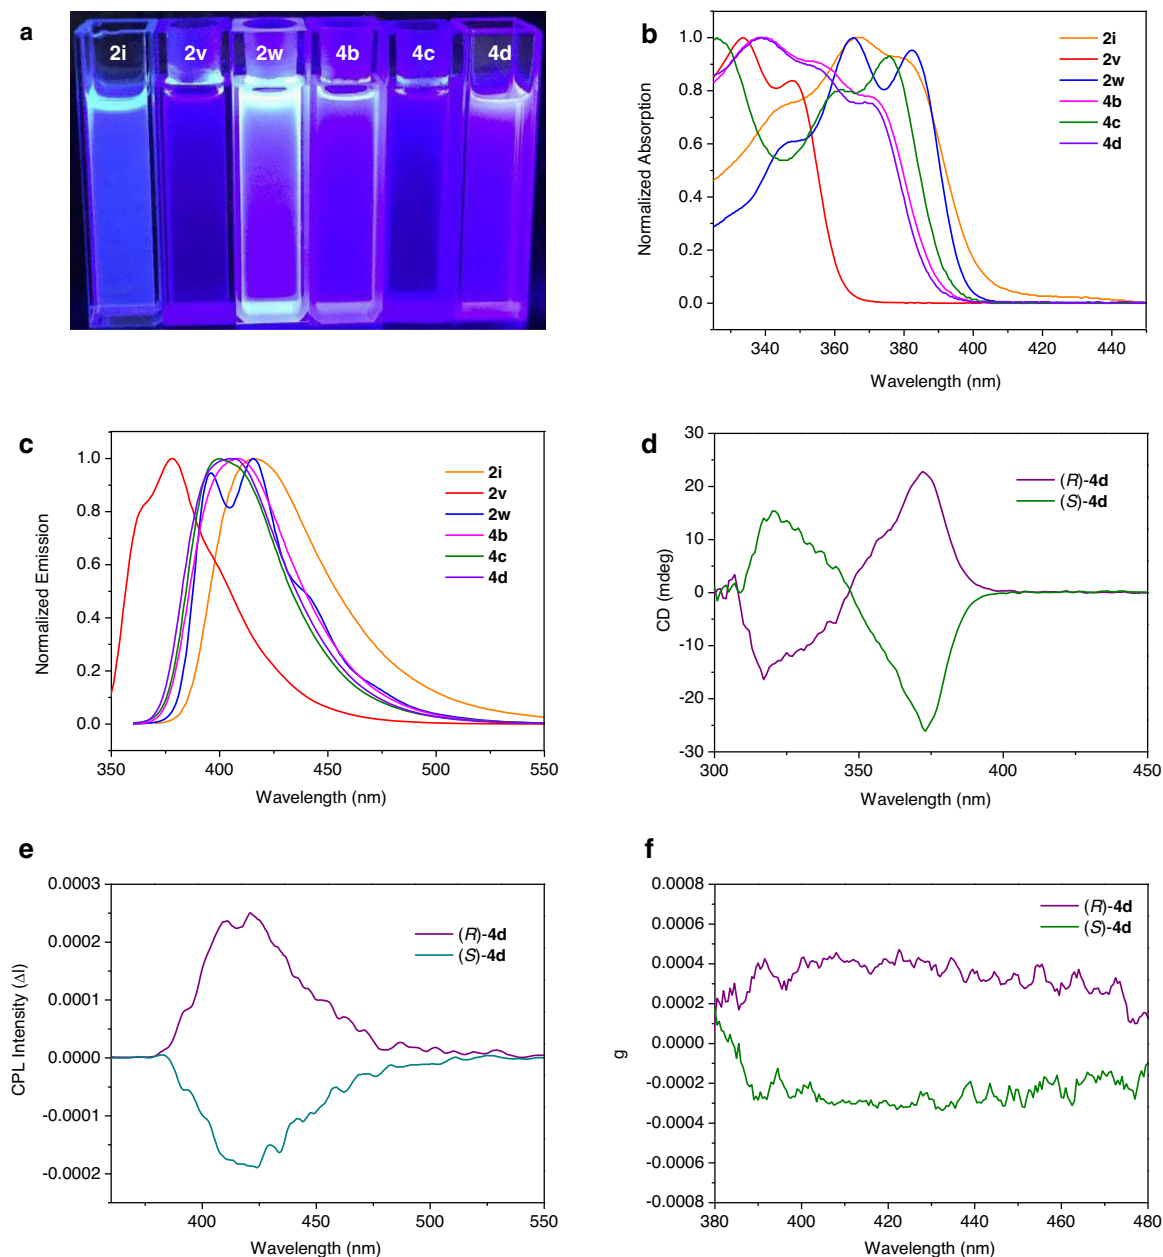 a
2i 2v 2w 4b 4c 4d
b
1.0
0.8
0.6
0.4
0.2
0.0
Normalized Absorption
340 360 380 400 420 440
Wavelength (nm)
2i
2v
2w
4b
4c
4d
c
1.0
0.8
0.6
0.4
0.2
0.0
Normalized Emission
350 400 450 500 550
Wavelength (nm)
2i
2v
2w
4b
4c
4d
d
30
20
10
0
-10
-20
-30
CD (mdeg)
300 350 400 450
Wavelength (nm)
(R)-4d
(S)-4d
e
0.0003
0.0002
0.0001
0.0000
-0.0001
-0.0002
CPL Intensity (ΔI)
400 450 500 550
Wavelength (nm)
(R)-4d
(S)-4d
f
0.0008
0.0006
0.0004
0.0002
0.0000
-0.0002
-0.0004
-0.0006
-0.0008
g
380 400 420 440 460 480
Wavelength (nm)
(R)-4d
(S)-4d